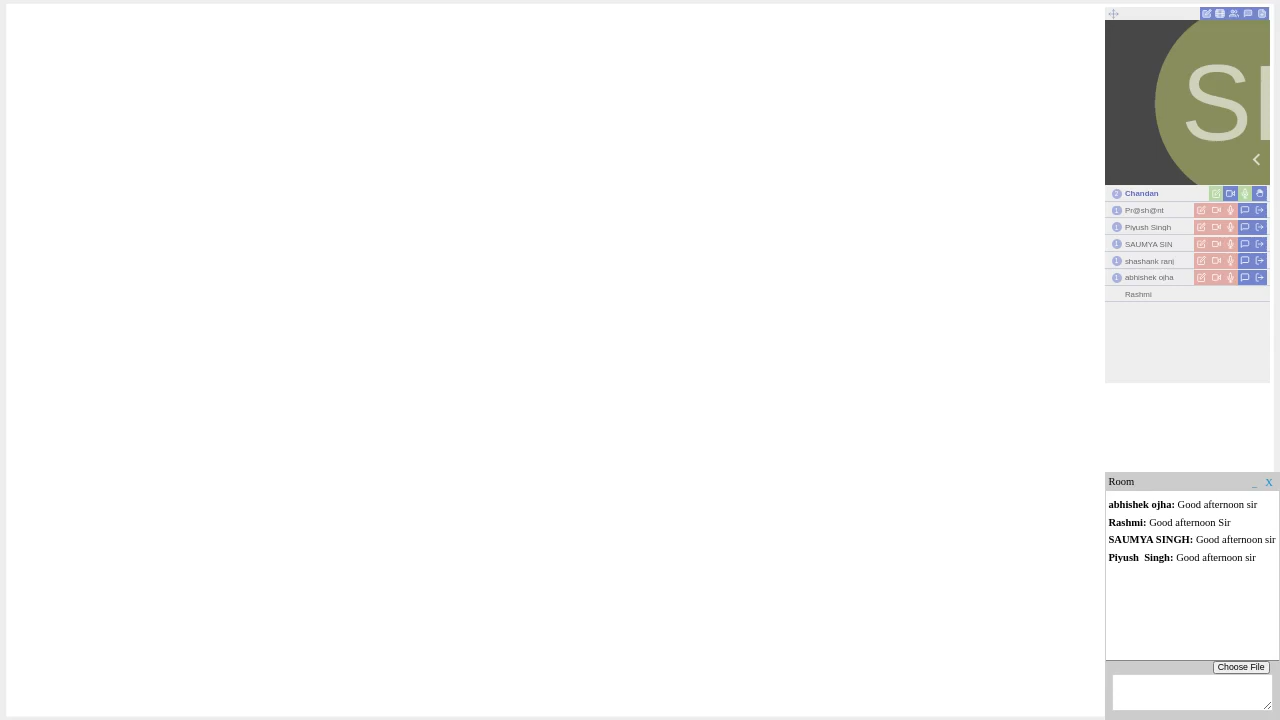 S
Chandan
Pr@sh@nt
Piyush Singh
SAUMYA SIN
shashank ranj
abhishek ojha
Rashmi
Room _ X
abhishek ojha: Good afternoon sir
Rashmi: Good afternoon Sir
SAUMYA SINGH: Good afternoon sir
Piyush Singh: Good afternoon sir
Choose File